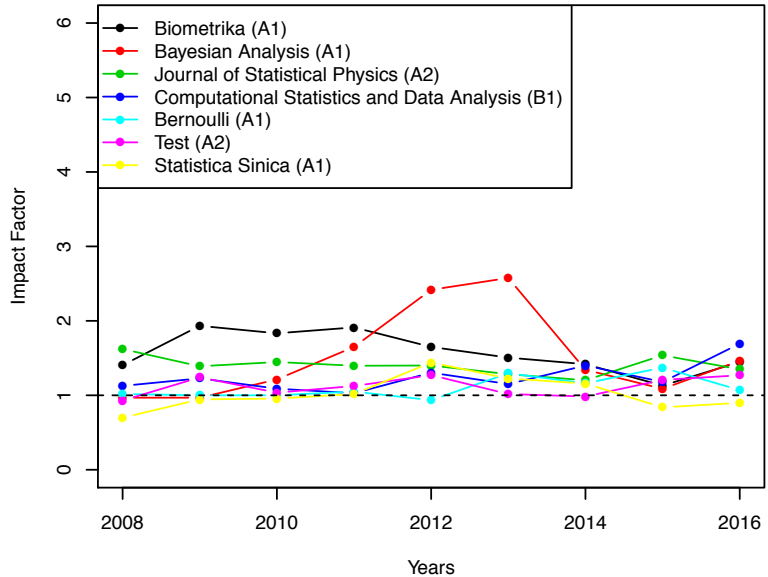 Biometrika (A1)
Bayesian Analysis (A1)
Journal of Statistical Physics (A2)
Computational Statistics and Data Analysis (B1)
Bernoulli (A1)
Test (A2)
Statistica Sinica (A1)
Impact Factor
6
5
4
3
2
1
0
2008
2010
2012
2014
2016
Years